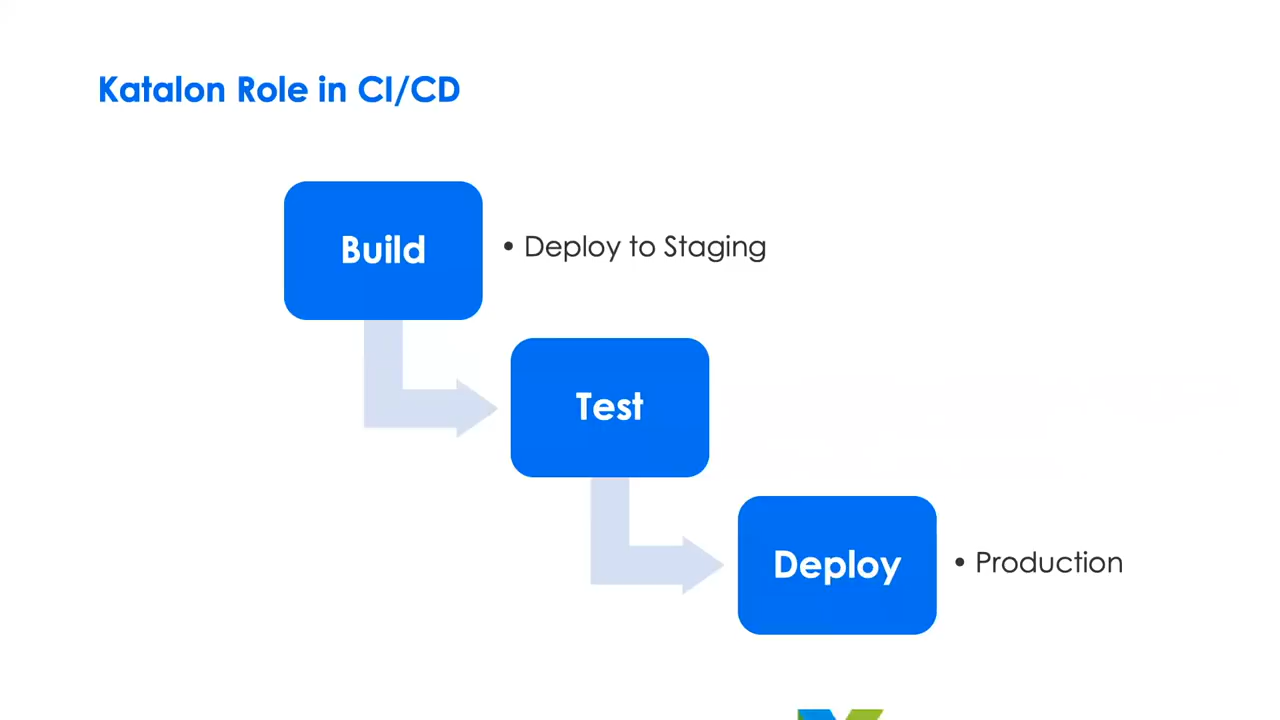 Katalon Role in CI/CD
Build
• Deploy to Staging
Test
Deploy
• Production